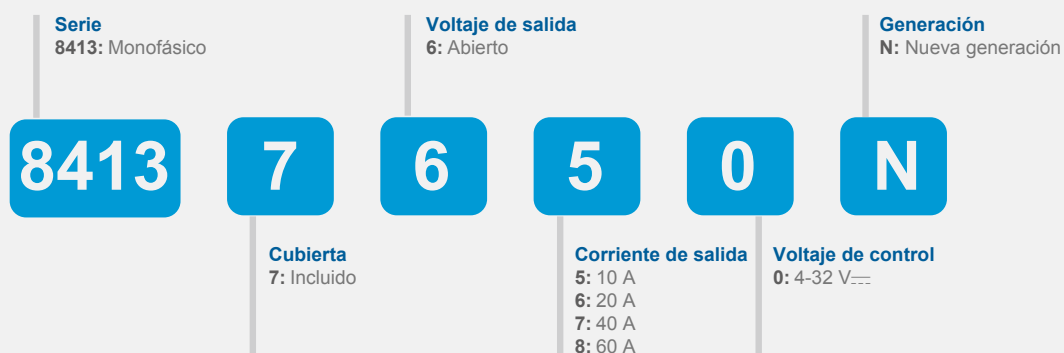 Serie
8413: Monofásico
Voltaje de salida
6: Abierto
Generación
N: Nueva generación
8413 7 6 5 0 N
Cubierta
7: Incluido
Corriente de salida
5: 10 A
6: 20 A
7: 40 A
8: 60 A
Voltaje de control
0: 4-32 V⎓